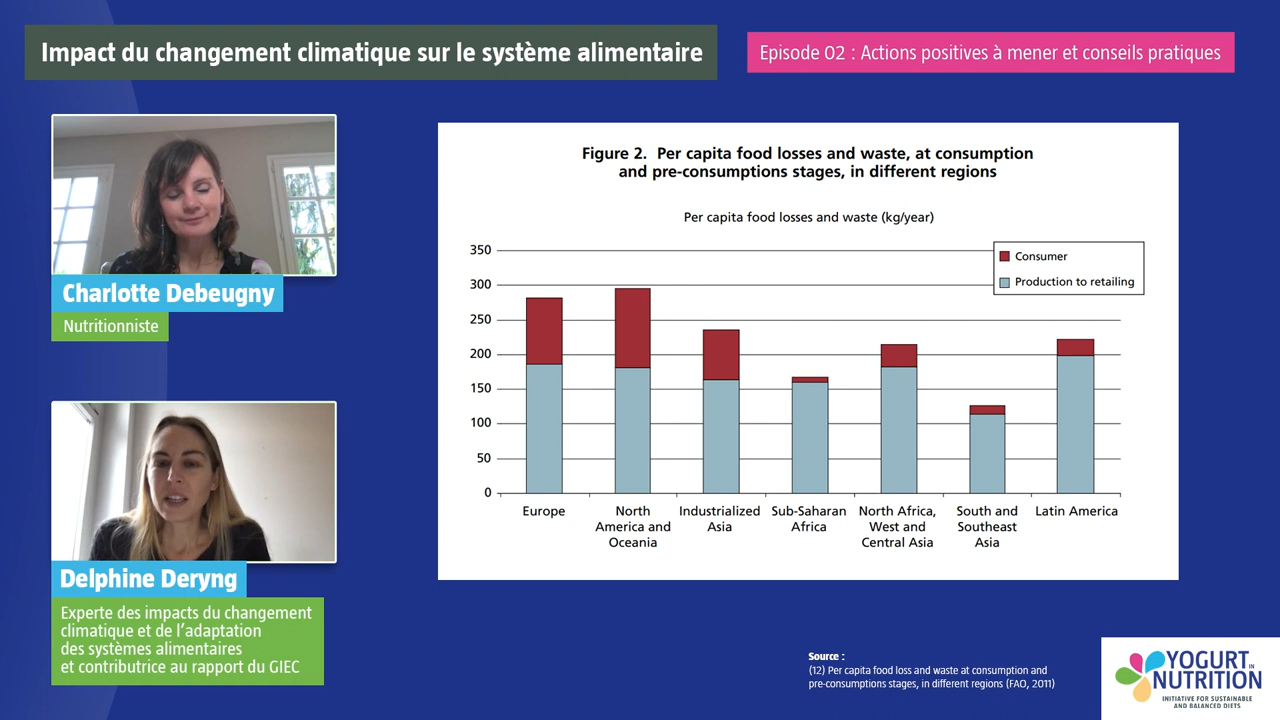 Impact du changement climatique sur le système alimentaire
Episode 02 : Actions positives à mener et conseils pratiques
Charlotte Debeugny
Nutritionniste
Delphine Deryng
Experte des impacts du changement
climatique et de l'adaptation
des systèmes alimentaires
et contributrice au rapport du GIEC
Figure 2. Per capita food losses and waste, at consumption
and pre-consumptions stages, in different regions
Per capita food losses and waste (kg/year)
350
300
250
200
150
100
50
0
Consumer
Production to retailing
Europe
North
America and
Oceania
Industrialized
Asia
Sub-Saharan
Africa
North Africa,
West and
Central Asia
South and
Southeast
Asia
Latin America
Source :
(12) Per capita food loss and waste at consumption and
pre-consumptions stages, in different regions (FAO, 2011)
YOGURT IN
NUTRITION
INITIATIVE FOR SUSTAINABLE
AND BALANCED DIETS